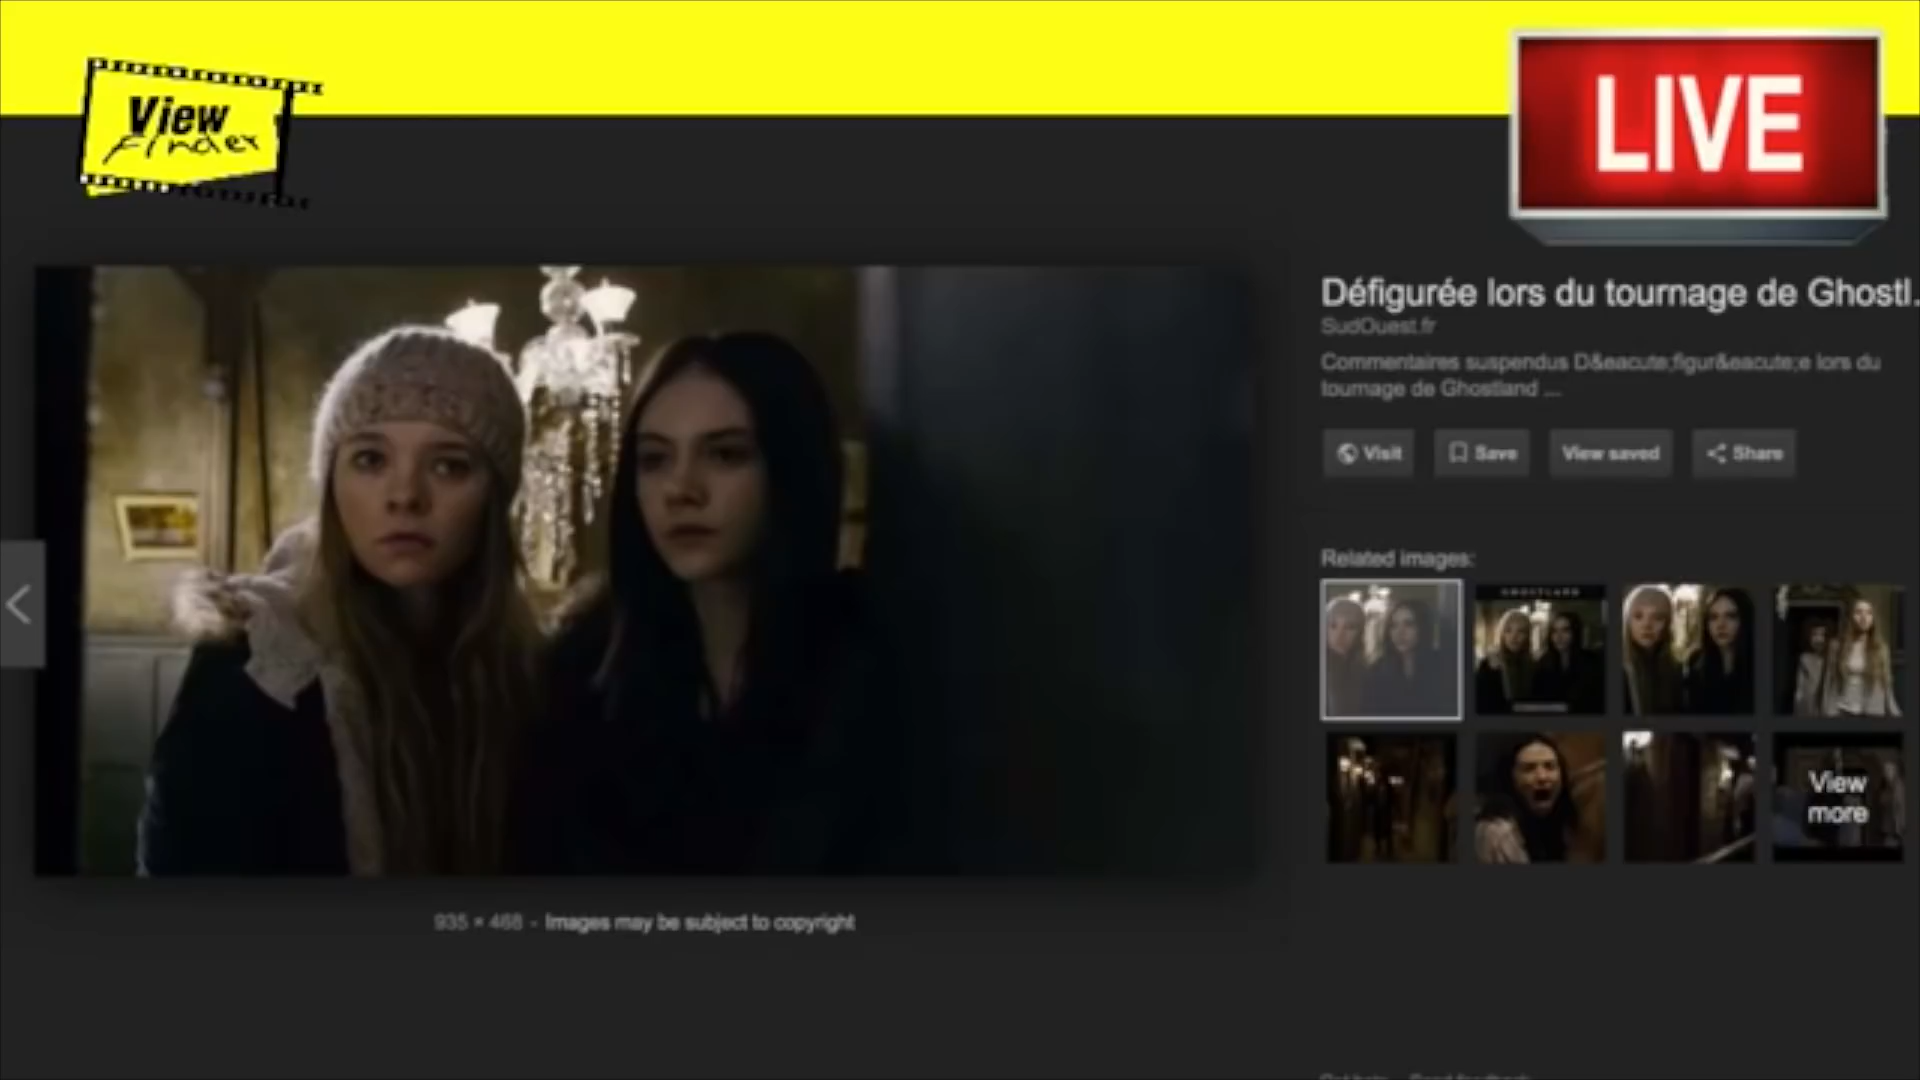 View
Finder
LIVE
Défigurée lors du tournage de Ghostl.
SudOuest.fr
Commentaires suspendus D&eacute;figur&eacute;e lors du
tournage de Ghostland ...
Visit
Save
View saved
Share
Related images:
GHOSTLAND
View
more
935 × 468 - Images may be subject to copyright